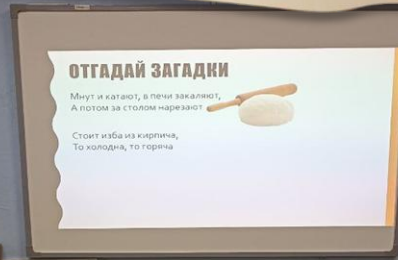 ОТГАДАЙ ЗАГАДКИ
Мнут и катают, в печи закаляют,
А потом за столом нарезают
Стоит изба из кирпича,
То холодна, то горяча